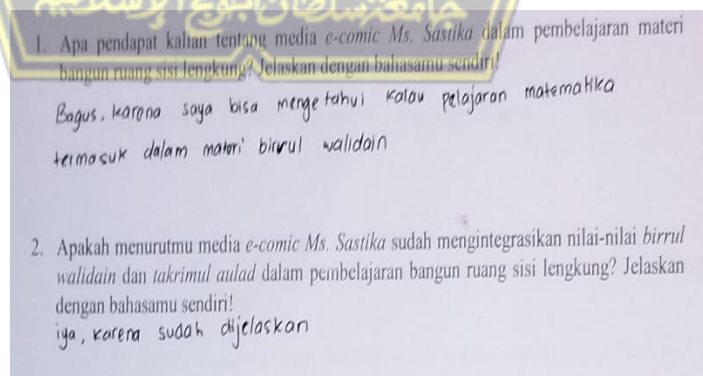 جامعتسلطان أجونج الإسلامية
1. Apa pendapat kalian tentang media e-comic Ms. Sastika dalam pembelajaran materi
bangun ruang sisi lengkung? Jelaskan dengan bahasamu sendiri!
Bagus, karena saya bisa mengetahui kalau pelajaran matematika
termasuk dalam materi birrul walidain
2. Apakah menurutmu media e-comic Ms. Sastika sudah mengintegrasikan nilai-nilai birrul
walidain dan takrimul aulad dalam pembelajaran bangun ruang sisi lengkung? Jelaskan
dengan bahasamu sendiri!
iya, karena sudah dijelaskan